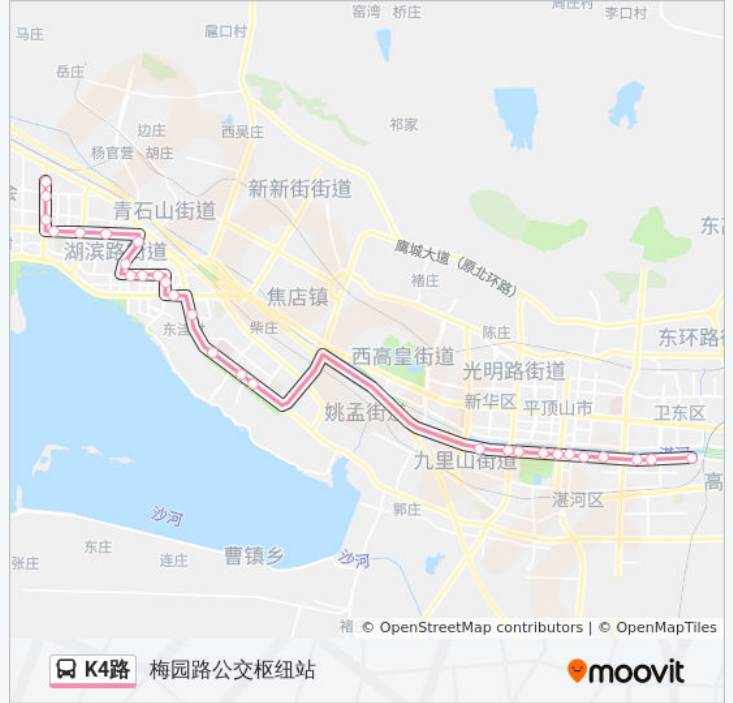 窑湾
桥庄
李口村
马庄
扈口村
岳庄
祁家
边庄
西吴庄
杨官营
胡庄
新新街街道
青石山街道
湖滨路街道
鹰城大道（原北环路）
褚庄
焦店镇
柴庄
陈庄
东环路街
西高皇街道
光明路街道
新华区
平顶山市
卫东区
姚孟街道
湛河
九里山街道
高
湛河区
郭庄
沙河
东庄
连庄
曹镇乡
沙河
张庄
© OpenStreetMap contributors | © OpenMapTiles
K4路
梅园路公交枢纽站
moovit